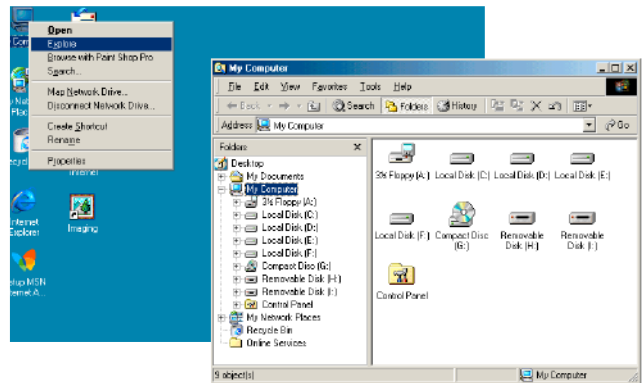 Open
Explore
Browse with Paint Shop Pro
Search...
Map Network Drive...
Disconnect Network Drive...
Create Shortcut
Rename
Properties
Internet
Imaging
nternet
Explorer
etup MSN
ternet A...
My Computer
File Edit View Favorites Tools Help
Back Search Folders History
Address My Computer Go
Folders x
Desktop
My Documents
My Computer
3½ Floppy (A:)
Local Disk (C:)
Local Disk (D:)
Local Disk (E:)
Local Disk (F:)
Compact Disc (G:)
Removable Disk (H:)
Removable Disk (I:)
Control Panel
My Network Places
Recycle Bin
Online Services
3½ Floppy (A:) Local Disk (C:) Local Disk (D:) Local Disk (E:)
Local Disk (F:) Compact Disc (G:) Removable Disk (H:) Removable Disk (I:)
Control Panel
9 object(s) My Computer